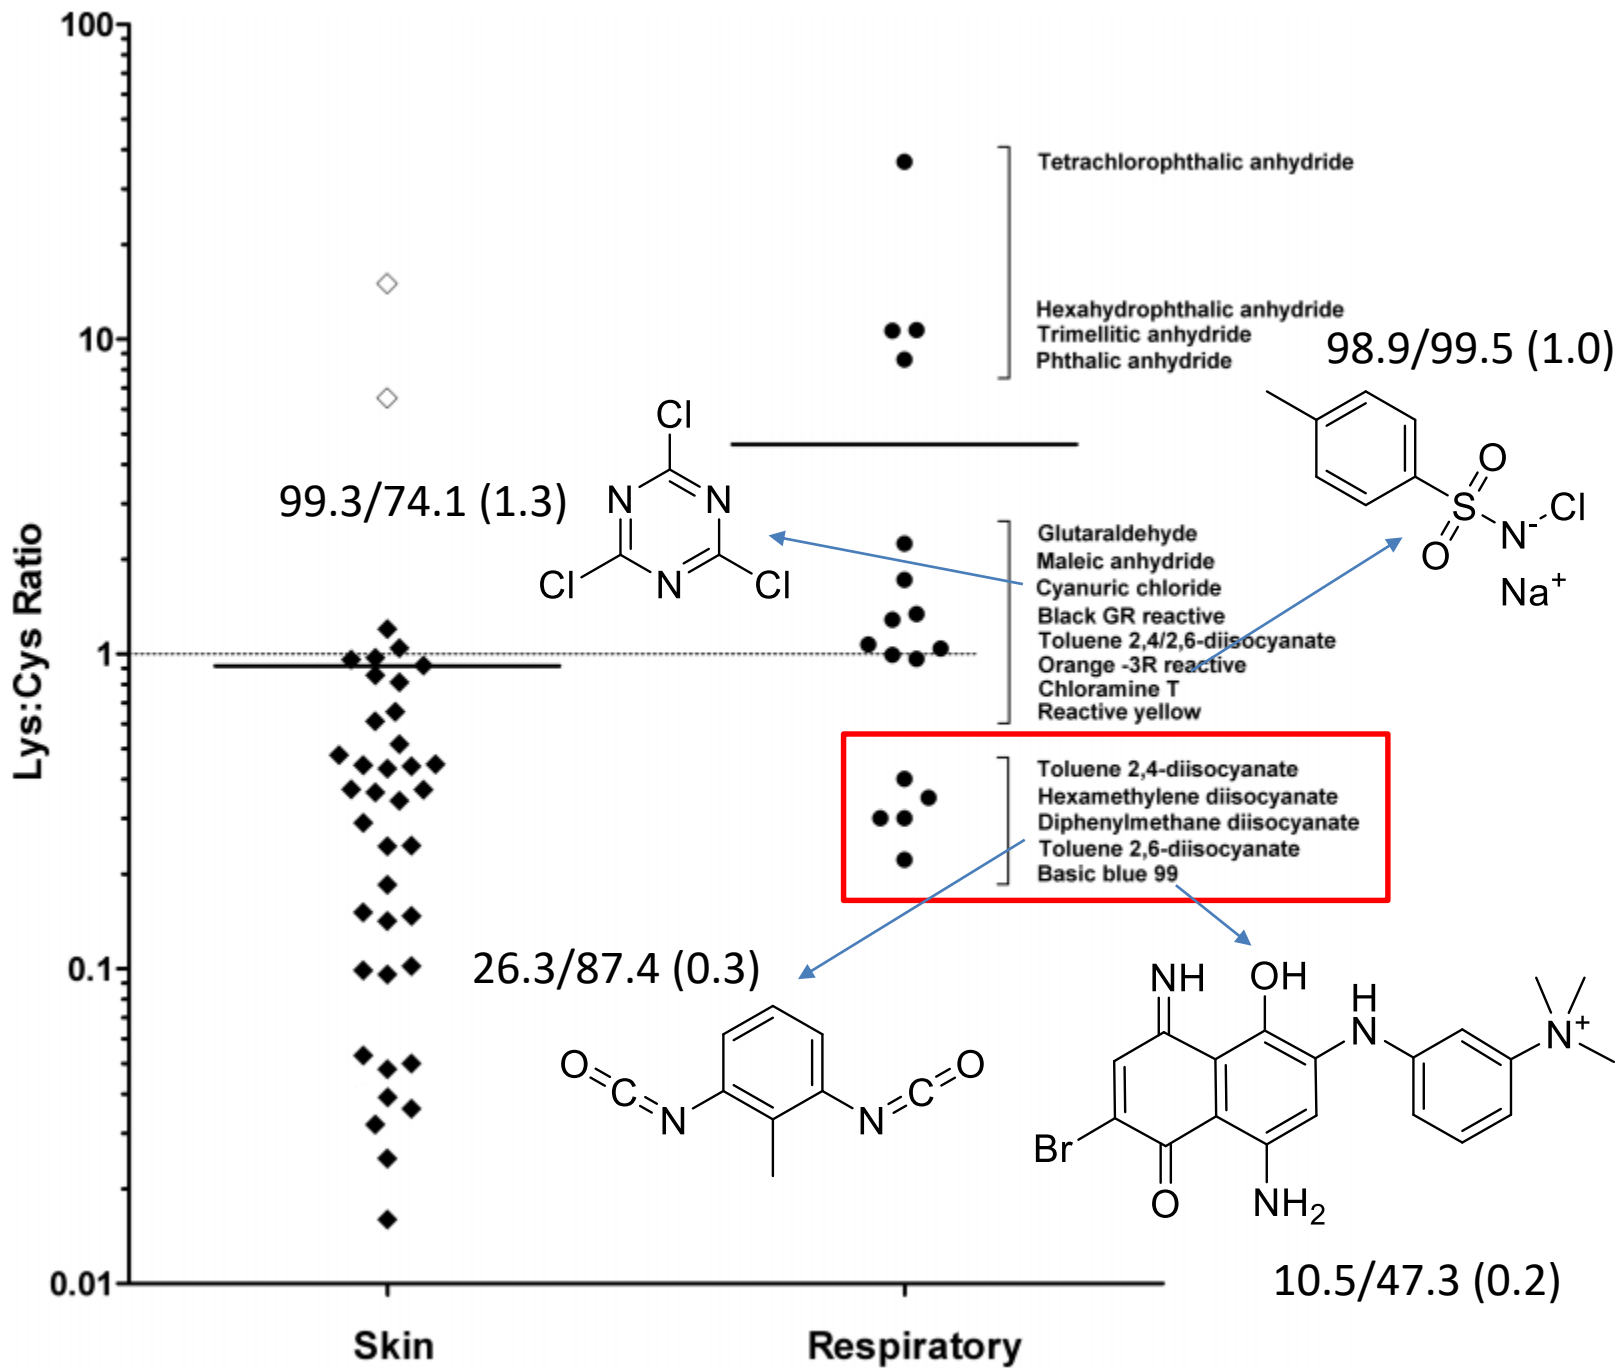 100
10
1
0.1
0.01
Lys:Cys Ratio
Skin
Respiratory
Tetrachlorophthalic anhydride
Hexahydrophthalic anhydride
Trimellitic anhydride
Phthalic anhydride
98.9/99.5 (1.0)
O
S
O
N-
Cl
Na+
99.3/74.1 (1.3)
Cl
N
N
N
Cl
Cl
Glutaraldehyde
Maleic anhydride
Cyanuric chloride
Black GR reactive
Toluene 2,4/2,6-diisocyanate
Orange -3R reactive
Chloramine T
Reactive yellow
Toluene 2,4-diisocyanate
Hexamethylene diisocyanate
Diphenylmethane diisocyanate
Toluene 2,6-diisocyanate
Basic blue 99
26.3/87.4 (0.3)
O
C
N
N
C
O
NH
OH
H
N
N+
Br
O
NH2
10.5/47.3 (0.2)